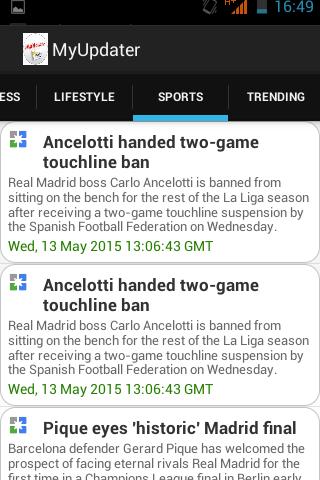 16:49
MyUpdater
ESS LIFESTYLE SPORTS TRENDING
Ancelotti handed two-game
touchline ban
Real Madrid boss Carlo Ancelotti is banned from
sitting on the bench for the rest of the La Liga season
after receiving a two-game touchline suspension by
the Spanish Football Federation on Wednesday.
Wed, 13 May 2015 13:06:43 GMT
Ancelotti handed two-game
touchline ban
Real Madrid boss Carlo Ancelotti is banned from
sitting on the bench for the rest of the La Liga season
after receiving a two-game touchline suspension by
the Spanish Football Federation on Wednesday.
Wed, 13 May 2015 13:06:43 GMT
Pique eyes 'historic' Madrid final
Barcelona defender Gerard Pique has welcomed the
prospect of facing eternal rivals Real Madrid for the
first time in a Champions League final in Berlin early